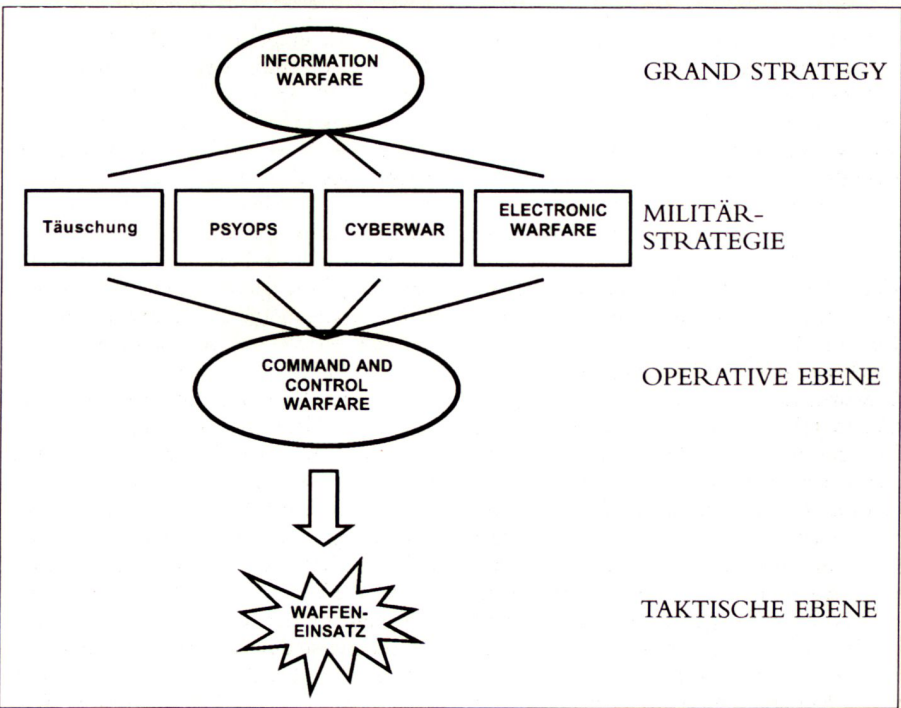 INFORMATION
WARFARE
GRAND STRATEGY
Täuschung
PSYOPS
CYBERWAR
ELECTRONIC
WARFARE
MILITÄR-
STRATEGIE
COMMAND AND
CONTROL
WARFARE
OPERATIVE EBENE
WAFFEN-
EINSATZ
TAKTISCHE EBENE